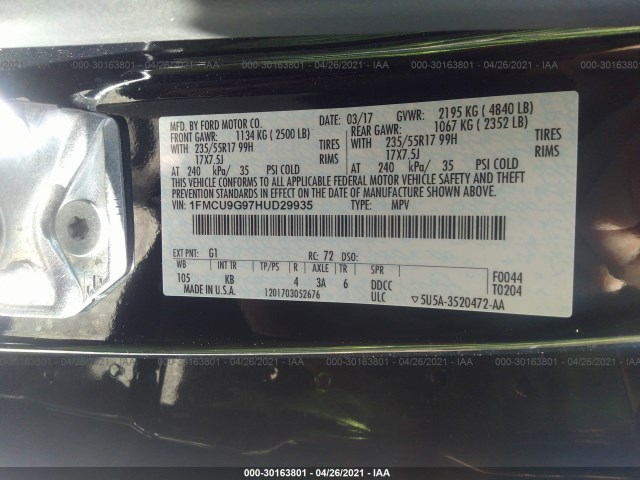 MFD. BY FORD MOTOR CO. DATE: 03/17 GVWR: 2195 KG ( 4840 LB)
FRONT GAWR: 1134 KG ( 2500 LB) REAR GAWR: 1067 KG ( 2352 LB)
WITH 235/55R17 99H TIRES WITH 235/55R17 99H TIRES
17X7.5J RIMS 17X7.5J RIMS
AT 240 kPa/ 35 PSI COLD AT 240 kPa/ 35 PSI COLD
THIS VEHICLE CONFORMS TO ALL APPLICABLE FEDERAL MOTOR VEHICLE SAFETY AND THEFT
PREVENTION STANDARDS IN EFFECT ON THE DATE OF MANUFACTURE SHOWN ABOVE.
VIN: 1FMCU9G97HUD29935 TYPE: MPV
EXT PNT: G1 RC: 72 DSO:
WB INT TR TP/PS R AXLE TR SPR F0044
105 KB 4 3A 6 DDCC T0204
MADE IN U.S.A. 1201703052676 ULC ▽5U5A-3520472-AA
000-30163801 - 04/26/2021 - IAA